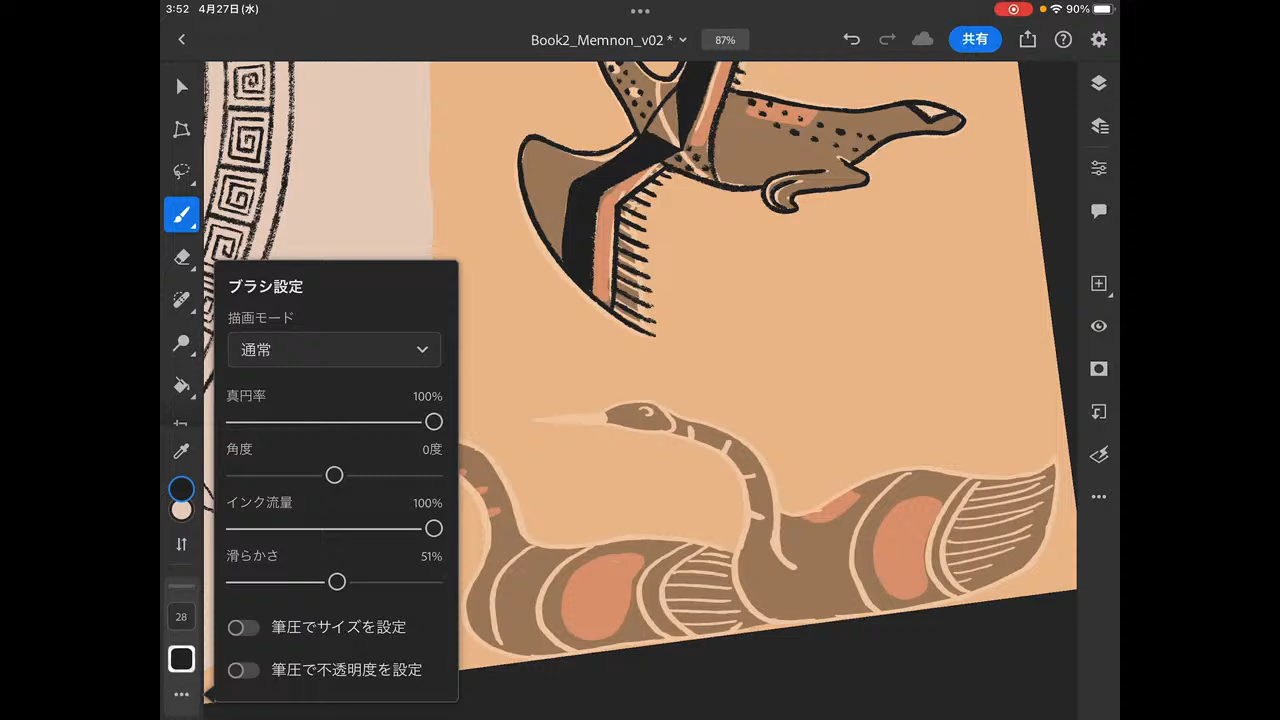 3:52 4月27日(水)
90%
Book2_Memnon_v02 *
87%
共有
ブラシ設定
描画モード
通常
真円率 100%
角度 0度
インク流量 100%
滑らかさ 51%
28
筆圧でサイズを設定
筆圧で不透明度を設定